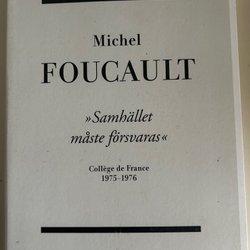 Michel
FOUCAULT
»Samhället
måste försvaras«
Collège de France
1975–1976